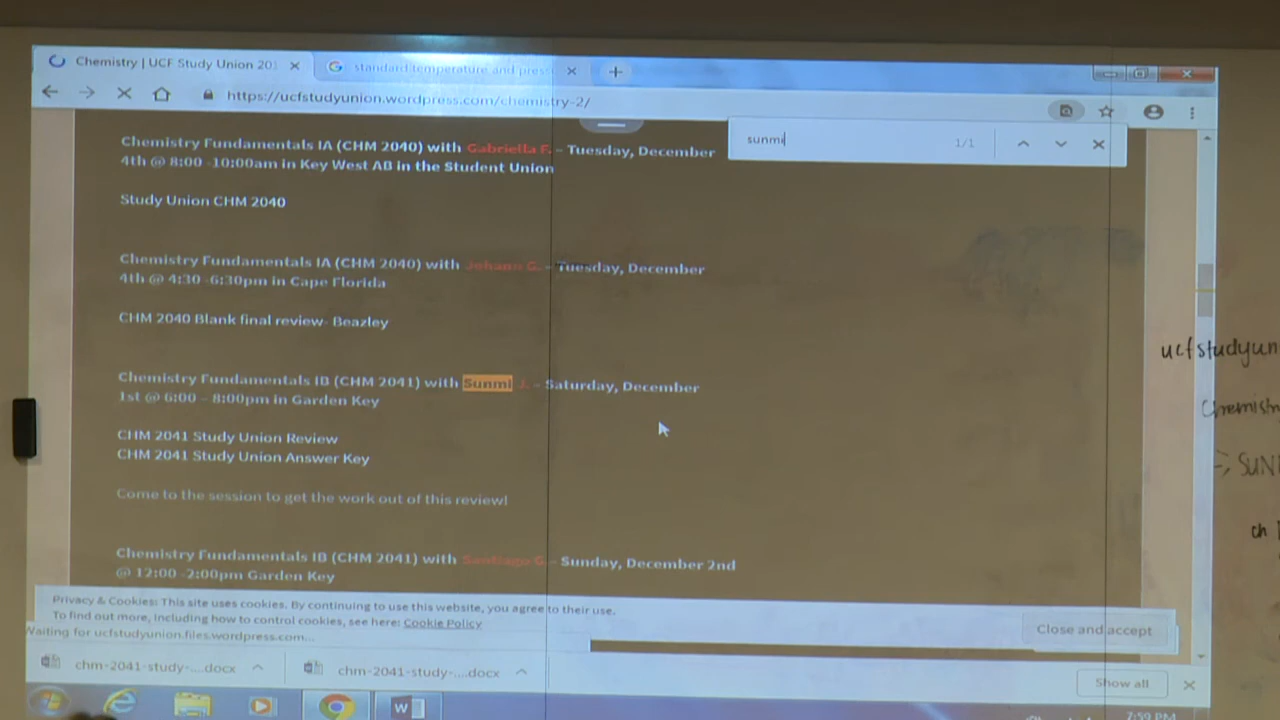 Chemistry | UCF Study Union 201
standard temperature and press
https://ucfstudyunion.wordpress.com/chemistry-2/
sunmi 1/1
Chemistry Fundamentals IA (CHM 2040) with Gabriella F. – Tuesday, December
4th @ 8:00 -10:00am in Key West AB in the Student Union
Study Union CHM 2040
Chemistry Fundamentals IA (CHM 2040) with Johann G. – Tuesday, December
4th @ 4:30 -6:30pm in Cape Florida
CHM 2040 Blank final review- Beazley
Chemistry Fundamentals IB (CHM 2041) with Sunmi J. – Saturday, December
1st @ 6:00 – 8:00pm in Garden Key
CHM 2041 Study Union Review
CHM 2041 Study Union Answer Key
Come to the session to get the work out of this review!
Chemistry Fundamentals IB (CHM 2041) with Santiago G. – Sunday, December 2nd
@ 12:00 -2:00pm Garden Key
Privacy & Cookies: This site uses cookies. By continuing to use this website, you agree to their use.
To find out more, including how to control cookies, see here: Cookie Policy
Close and accept
Waiting for ucfstudyunion.files.wordpress.com...
chm-2041-study-....docx
chm-2041-study-....docx
Show all
7:59 PM
ucfstudyun
Chemistry
→ SUN
ch